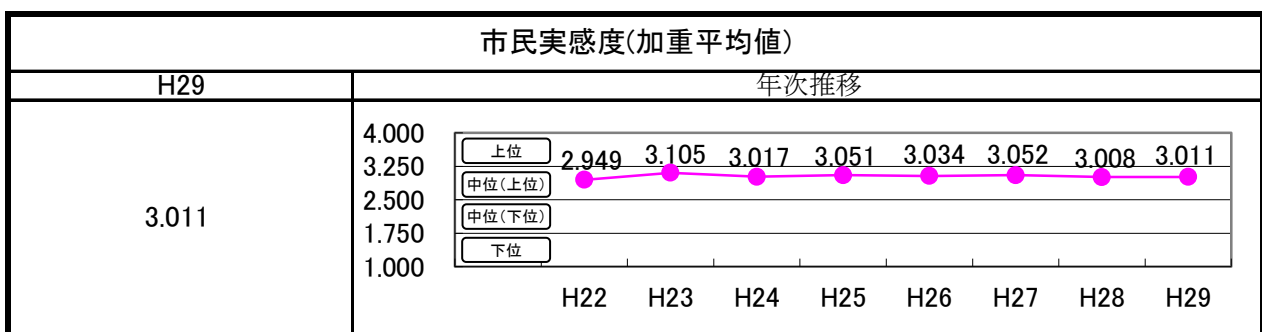 市民実感度(加重平均値)
H29 年次推移
3.011
4.000
3.250
2.500
1.750
1.000
上位
中位(上位)
中位(下位)
下位
2.949 3.105 3.017 3.051 3.034 3.052 3.008 3.011
H22 H23 H24 H25 H26 H27 H28 H29